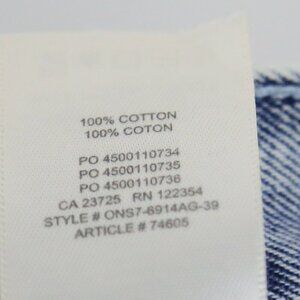 100% COTTON
100% COTON
PO 4500110734
PO 4500110735
PO 4500110736
CA 23725 RN 122354
STYLE # ONS7-6914AG-39
ARTICLE # 74605